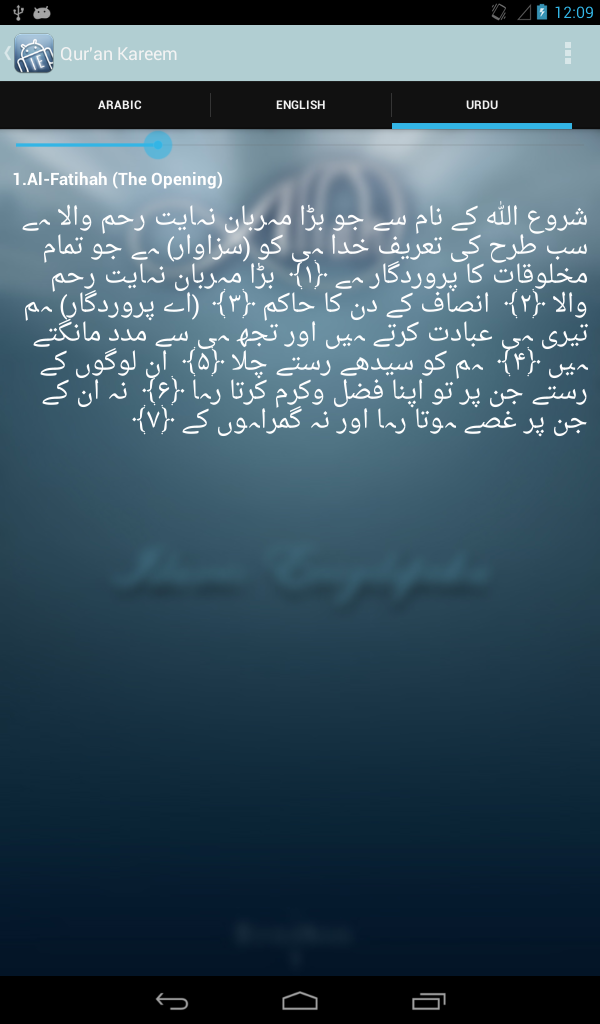 12:09
Qur'an Kareem
IE
ARABIC
ENGLISH
URDU
1.Al-Fatihah (The Opening)
شروع الله کے نام سے جو بڑا مہربان نہایت رحم والا ہے
سب طرح کی تعریف خدا ہی کو (سزاوار) ہے جو تمام
مخلوقات کا پروردگار ہے ﴿۱﴾ بڑا مہربان نہایت رحم
والا ﴿۲﴾ انصاف کے دن کا حاکم ﴿۳﴾ (اے پروردگار) ہم
تیری ہی عبادت کرتے ہیں اور تجھ ہی سے مدد مانگتے
ہیں ﴿۴﴾ ہم کو سیدھے رستے چلا ﴿۵﴾ ان لوگوں کے
رستے جن پر تو اپنا فضل وکرم کرتا رہا ﴿۶﴾ نہ ان کے
جن پر غصے ہوتا رہا اور نہ گمراہوں کے ﴿۷﴾
Islamic Encyclopedia